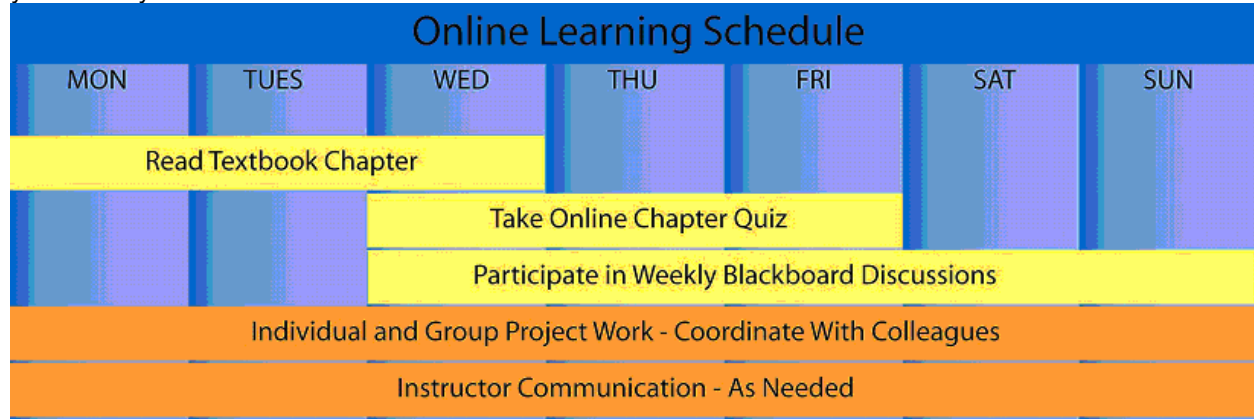 Online Learning Schedule
MON TUES WED THU FRI SAT SUN
Read Textbook Chapter
Take Online Chapter Quiz
Participate in Weekly Blackboard Discussions
Individual and Group Project Work - Coordinate With Colleagues
Instructor Communication - As Needed